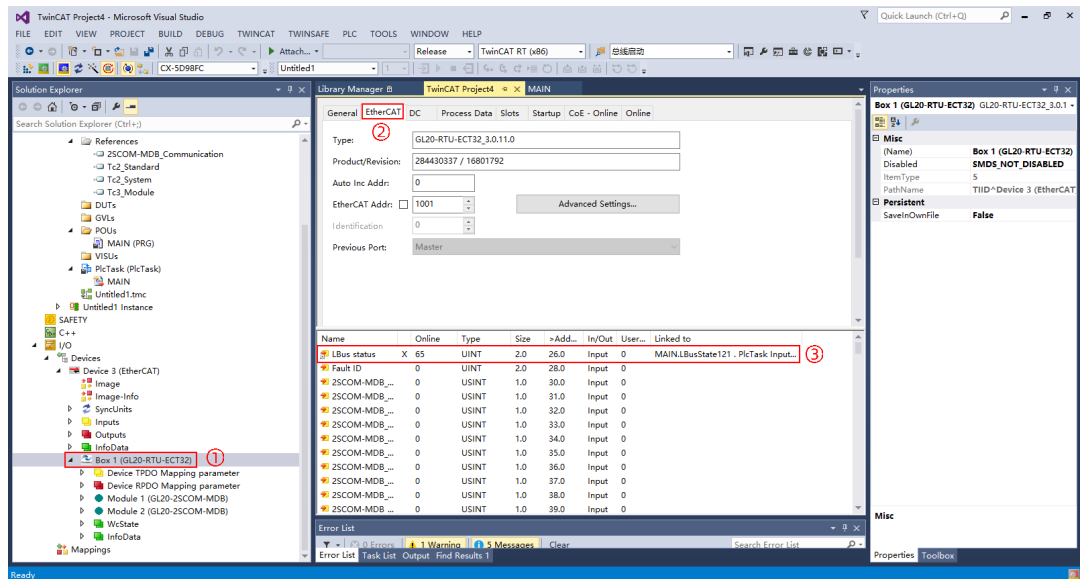 TwinCAT Project4 - Microsoft Visual Studio
Quick Launch (Ctrl+Q)
FILE EDIT VIEW PROJECT BUILD DEBUG TWINCAT TWINSAFE PLC TOOLS WINDOW HELP
Attach... Release TwinCAT RT (x86) 总线启动
CX-5D98FC Untitled1 1
Solution Explorer
Search Solution Explorer (Ctrl+;)
References
2SCOM-MDB_Communication
Tc2_Standard
Tc2_System
Tc3_Module
DUTs
GVLs
POUs
MAIN (PRG)
VISUs
PlcTask (PlcTask)
MAIN
Untitled1.tmc
Untitled1 Instance
SAFETY
C++
I/O
Devices
Device 3 (EtherCAT)
Image
Image-Info
SyncUnits
Inputs
Outputs
InfoData
Box 1 (GL20-RTU-ECT32) ①
Device TPDO Mapping parameter
Device RPDO Mapping parameter
Module 1 (GL20-2SCOM-MDB)
Module 2 (GL20-2SCOM-MDB)
WcState
InfoData
Mappings
Library Manager TwinCAT Project4 MAIN
General EtherCAT DC Process Data Slots Startup CoE - Online Online
②
Type: GL20-RTU-ECT32_3.0.11.0
Product/Revision: 284430337 / 16801792
Auto Inc Addr: 0
EtherCAT Addr: 1001 Advanced Settings...
Identification 0
Previous Port: Master
Name Online Type Size >Add... In/Out User... Linked to
LBus status X 65 UINT 2.0 26.0 Input 0 MAIN.LBusState121 . PlcTask Input... ③
Fault ID 0 UINT 2.0 28.0 Input 0
2SCOM-MDB_... 0 USINT 1.0 30.0 Input 0
2SCOM-MDB_... 0 USINT 1.0 31.0 Input 0
2SCOM-MDB_... 0 USINT 1.0 32.0 Input 0
2SCOM-MDB_... 0 USINT 1.0 33.0 Input 0
2SCOM-MDB_... 0 USINT 1.0 34.0 Input 0
2SCOM-MDB_... 0 USINT 1.0 35.0 Input 0
2SCOM-MDB_... 0 USINT 1.0 36.0 Input 0
2SCOM-MDB_... 0 USINT 1.0 37.0 Input 0
2SCOM-MDB_... 0 USINT 1.0 38.0 Input 0
2SCOM-MDB_... 0 USINT 1.0 39.0 Input 0
Error List
0 Errors 1 Warning 5 Messages Clear Search Error List
Error List Task List Output Find Results 1
Properties
Box 1 (GL20-RTU-ECT32) GL20-RTU-ECT32_3.0.1
Misc
(Name) Box 1 (GL20-RTU-ECT32)
Disabled SMDS_NOT_DISABLED
ItemType 5
PathName TIID^Device 3 (EtherCAT
Persistent
SaveInOwnFile False
Misc
Properties Toolbox
Ready